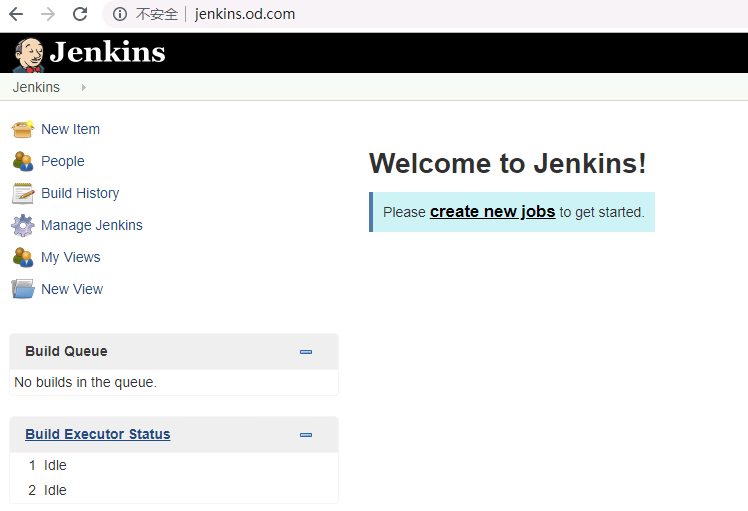 不安全 jenkins.od.com
Jenkins
Jenkins
New Item
People
Build History
Manage Jenkins
My Views
New View
Welcome to Jenkins!
Please create new jobs to get started.
Build Queue
No builds in the queue.
Build Executor Status
1 Idle
2 Idle